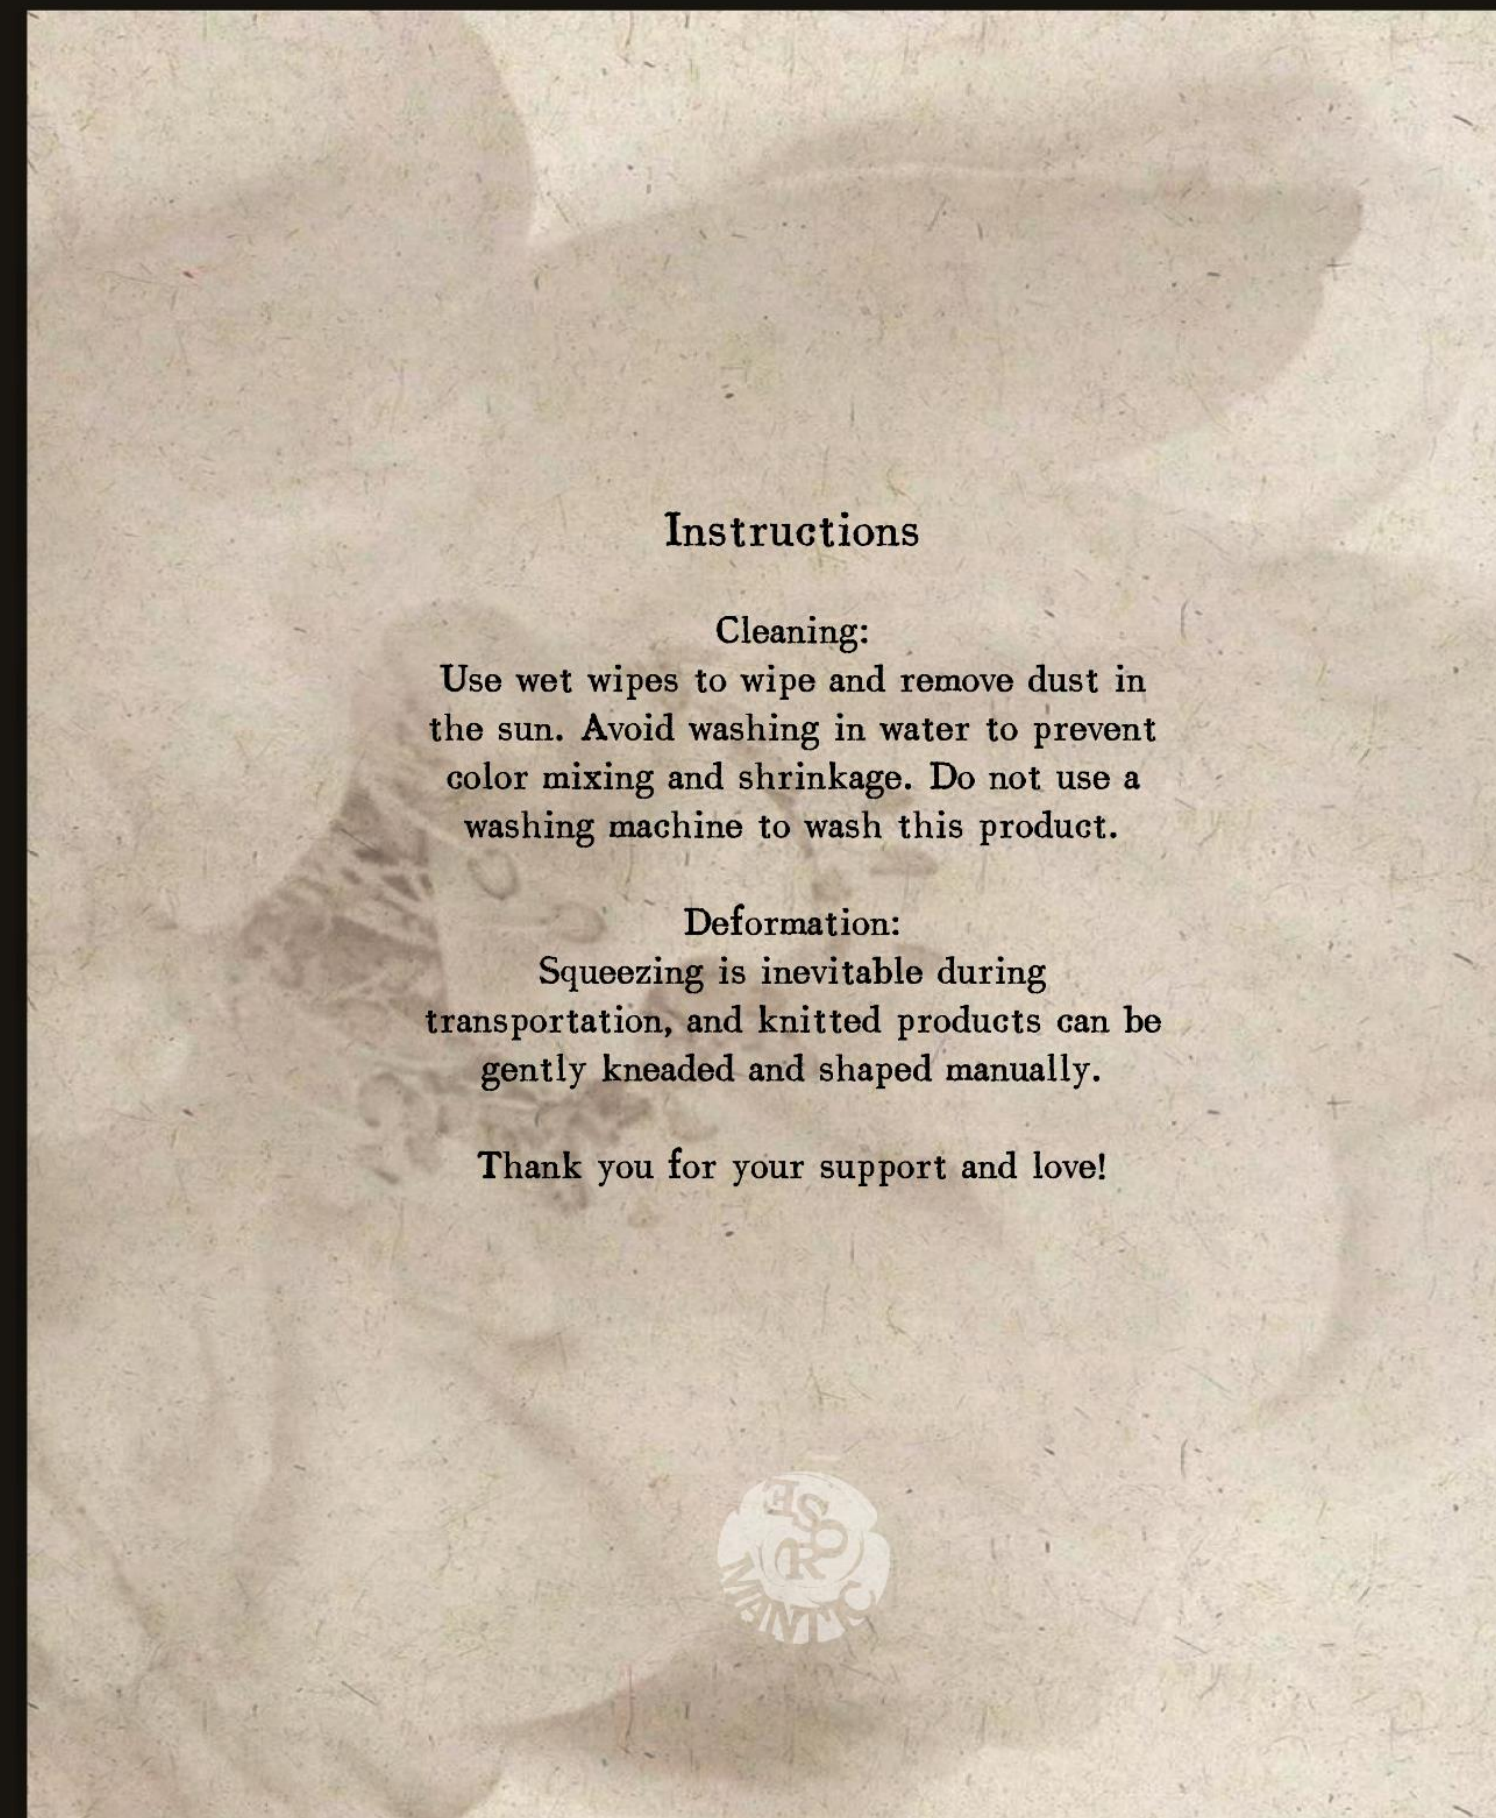 Instructions
Cleaning:
Use wet wipes to wipe and remove dust in
the sun. Avoid washing in water to prevent
color mixing and shrinkage. Do not use a
washing machine to wash this product.
Deformation:
Squeezing is inevitable during
transportation, and knitted products can be
gently kneaded and shaped manually.
Thank you for your support and love!